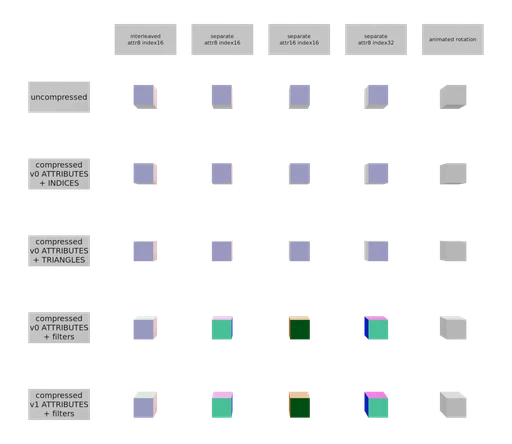 interleaved
attr8 index16
separate
attr8 index16
separate
attr16 index16
separate
attr8 index32
animated rotation
uncompressed
compressed
v0 ATTRIBUTES
+ INDICES
compressed
v0 ATTRIBUTES
+ TRIANGLES
compressed
v0 ATTRIBUTES
+ filters
compressed
v1 ATTRIBUTES
+ filters